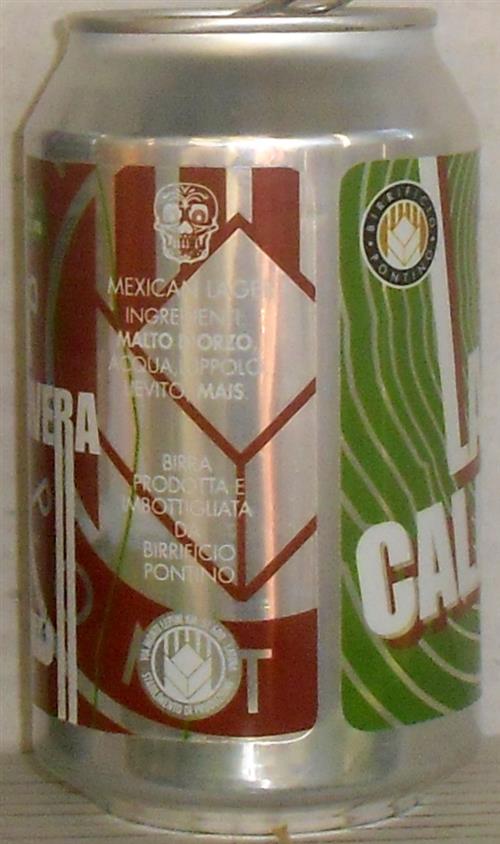 MEXICAN LAGER
INGREDIENTI:
MALTO D'ORZO,
ACQUA, LUPPOLO,
LIEVITO, MAIS.
BIRRA
PRODOTTA E
IMBOTTIGLIATA
DA
BIRRIFICIO
PONTINO
VERA
BIRRIFICIO
PONTINO
LA
CAL